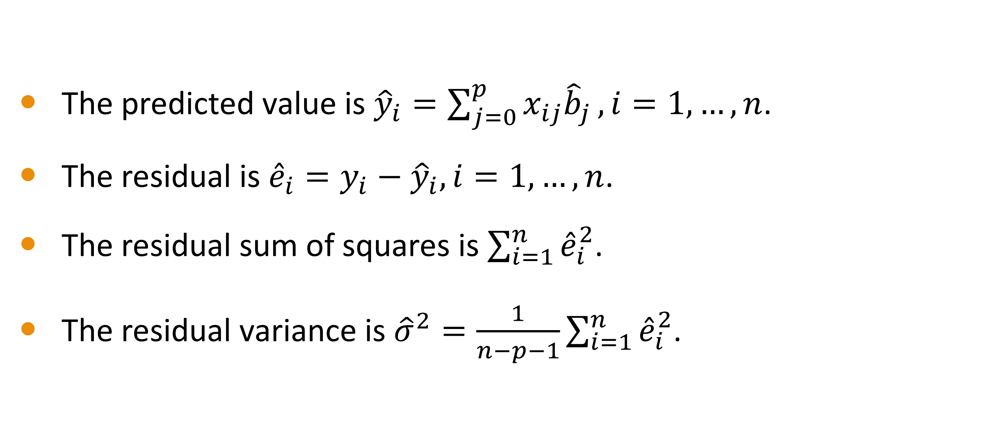 • The predicted value is $\hat{y}_i = \sum_{j=0}^{p} x_{ij}\hat{b}_j , i = 1, \ldots , n.$
• The residual is $\hat{e}_i = y_i - \hat{y}_i, i = 1, \ldots , n.$
• The residual sum of squares is $\sum_{i=1}^{n} \hat{e}_i^2.$
• The residual variance is $\hat{\sigma}^2 = \frac{1}{n-p-1} \sum_{i=1}^{n} \hat{e}_i^2.$